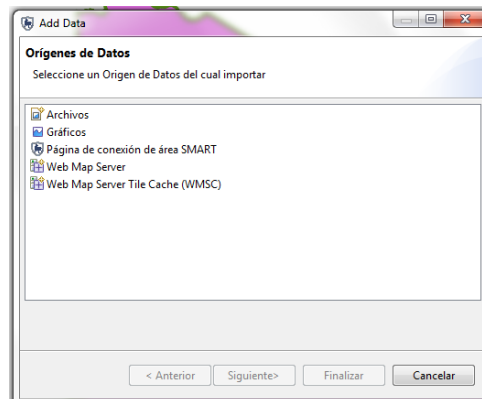 Add Data
Orígenes de Datos
Seleccione un Origen de Datos del cual importar
Archivos
Gráficos
Página de conexión de área SMART
Web Map Server
Web Map Server Tile Cache (WMSC)
< Anterior Siguiente> Finalizar Cancelar